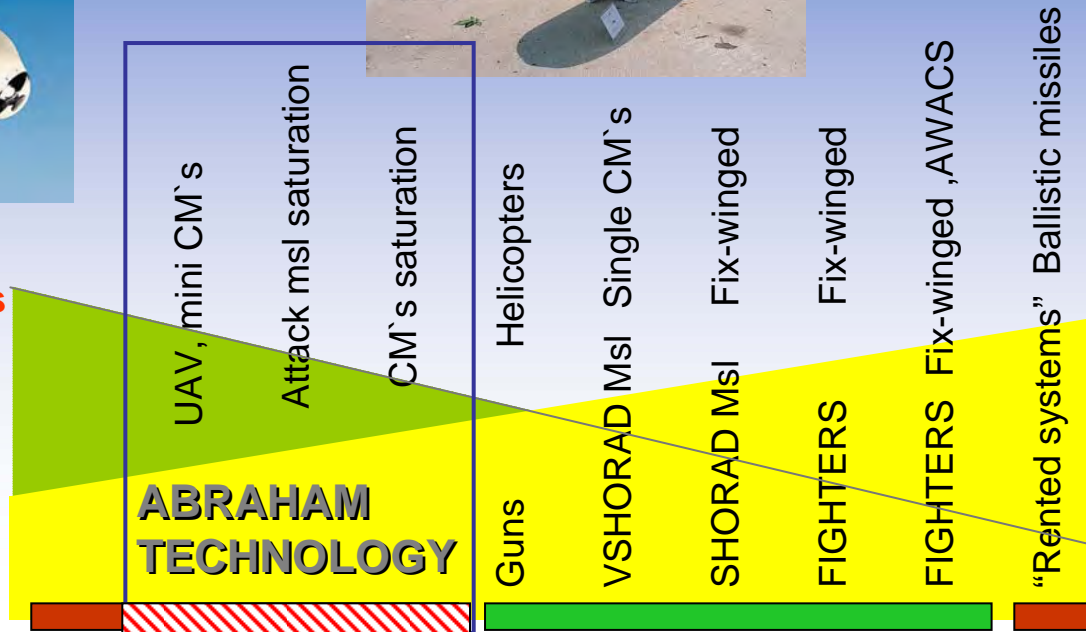 s
UAV, mini CM`s
Attack msl saturation
CM`s saturation
ABRAHAM
TECHNOLOGY
Guns Helicopters
VSHORAD Msl Single CM`s
SHORAD Msl Fix-winged
FIGHTERS Fix-winged
FIGHTERS Fix-winged ,AWACS
“Rented systems” Ballistic missiles